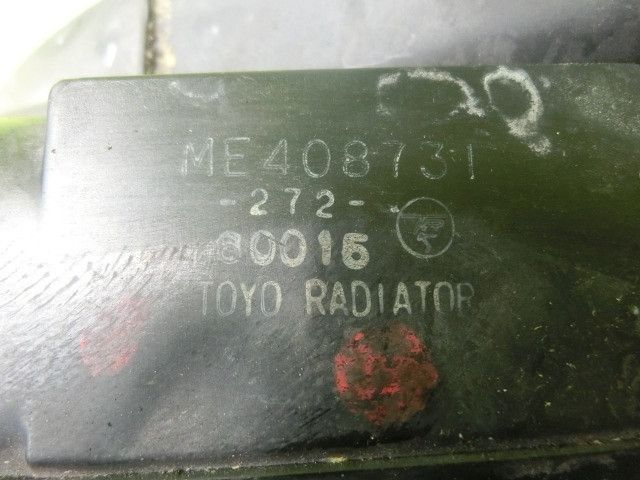 ME408731
-272-
80016
TOYO RADIATOR